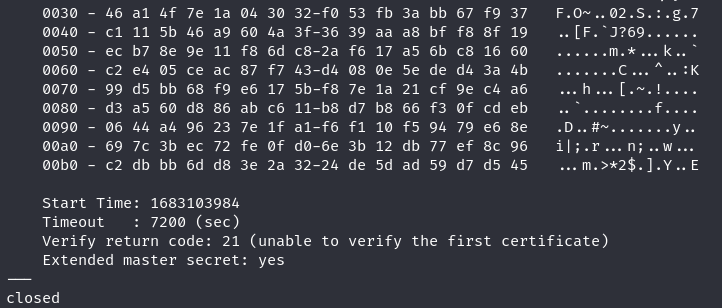 0030 - 46 a1 4f 7e 1a 04 30 32-f0 53 fb 3a bb 67 f9 37   F.O~..02.S.:.g.7
0040 - c1 11 5b 46 a9 60 4a 3f-36 39 aa a8 bf f8 8f 19   ..[F.`J?69......
0050 - ec b7 8e 9e 11 f8 6d c8-2a f6 17 a5 6b c8 16 60   ......m.*...k..`
0060 - c2 e4 05 ce ac 87 f7 43-d4 08 0e 5e de d4 3a 4b   .......C...^..:K
0070 - 99 d5 bb 68 f9 e6 17 5b-f8 7e 1a 21 cf 9e c4 a6   ...h...[.~.!....
0080 - d3 a5 60 d8 86 ab c6 11-b8 d7 b8 66 f3 0f cd eb   ..`........f....
0090 - 06 44 a4 96 23 7e 1f a1-f6 f1 10 f5 94 79 e6 8e   .D..#~.......y..
00a0 - 69 7c 3b ec 72 fe 0f d0-6e 3b 12 db 77 ef 8c 96   i|;.r...n;..w...
00b0 - c2 db bb 6d d8 3e 2a 32-24 de 5d ad 59 d7 d5 45   ...m.>*2$.].Y..E
Start Time: 1683103984
Timeout   : 7200 (sec)
Verify return code: 21 (unable to verify the first certificate)
Extended master secret: yes
---
closed